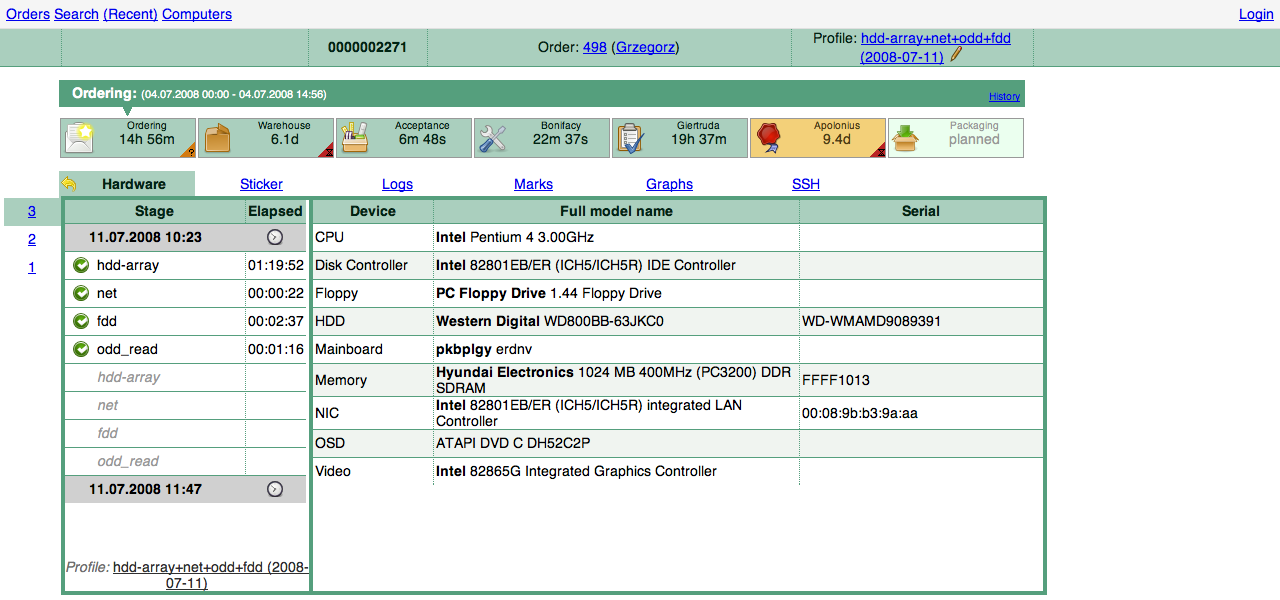 Orders Search (Recent) Computers Login
0000002271 Order: 498 (Grzegorz) Profile: hdd-array+net+odd+fdd
(2008-07-11)
Ordering: (04.07.2008 00:00 - 04.07.2008 14:56) History
Ordering Warehouse Acceptance Bonifacy Giertruda Apolonius Packaging
14h 56m 6.1d 6m 48s 22m 37s 19h 37m 9.4d planned
Hardware Sticker Logs Marks Graphs SSH
3 Stage Elapsed Device Full model name Serial
2 11.07.2008 10:23 CPU Intel Pentium 4 3.00GHz
1 hdd-array 01:19:52 Disk Controller Intel 82801EB/ER (ICH5/ICH5R) IDE Controller
net 00:00:22 Floppy PC Floppy Drive 1.44 Floppy Drive
fdd 00:02:37 HDD Western Digital WD800BB-63JKC0 WD-WMAMD9089391
odd_read 00:01:16 Mainboard pkbplgy erdnv
hdd-array Memory Hyundai Electronics 1024 MB 400MHz (PC3200) DDR
SDRAM FFFF1013
net NIC Intel 82801EB/ER (ICH5/ICH5R) integrated LAN
Controller 00:08:9b:b3:9a:aa
fdd OSD ATAPI DVD C DH52C2P
odd_read Video Intel 82865G Integrated Graphics Controller
11.07.2008 11:47
Profile: hdd-array+net+odd+fdd (2008-
07-11)